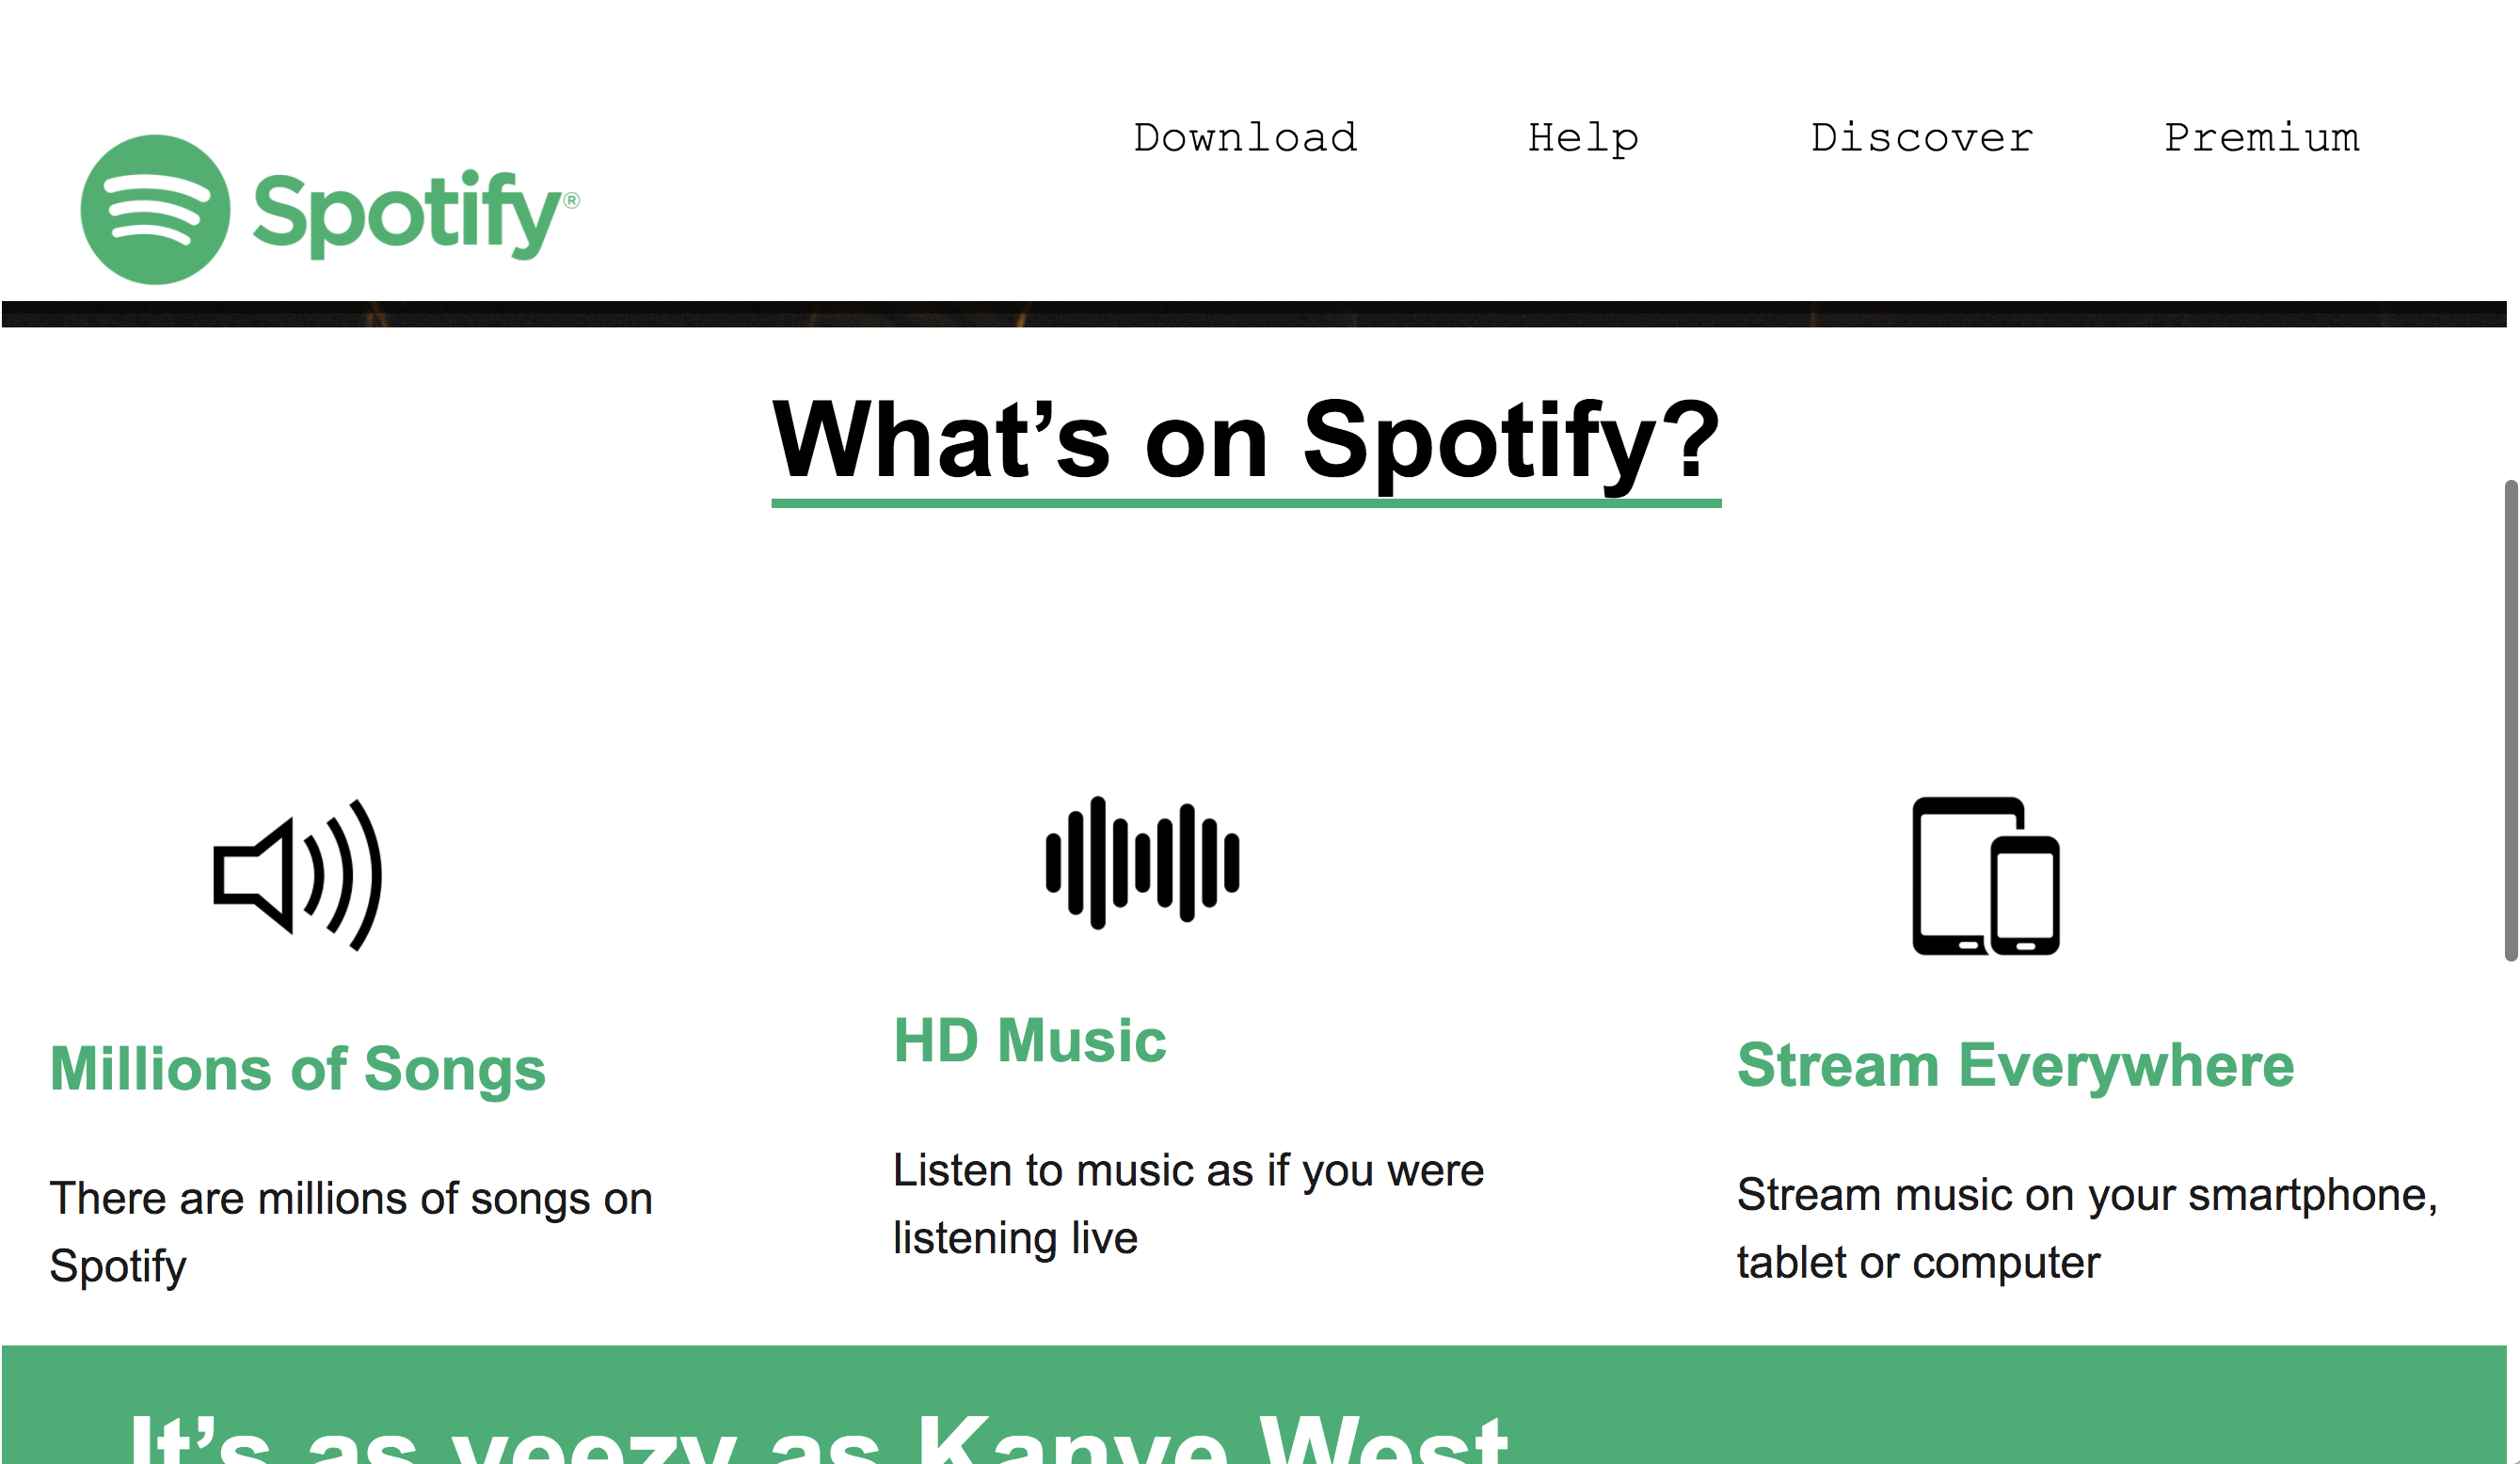 Download Help Discover Premium
Spotify®
What’s on Spotify?
Millions of Songs
There are millions of songs on
Spotify
HD Music
Listen to music as if you were
listening live
Stream Everywhere
Stream music on your smartphone,
tablet or computer
It’s as yeezy as Kanye West